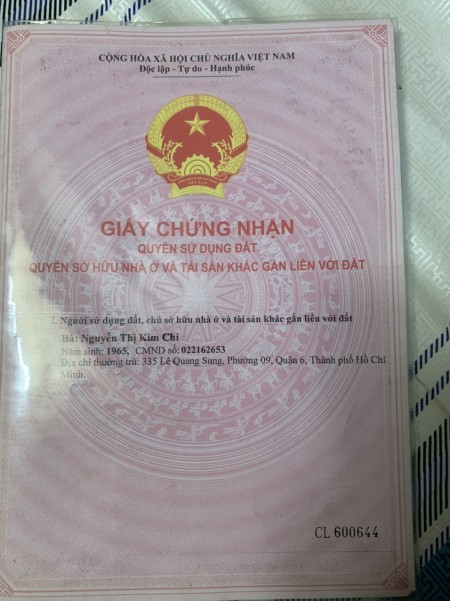 CỘNG HÒA XÃ HỘI CHỦ NGHĨA VIỆT NAM
Độc lập - Tự do - Hạnh phúc
VIỆT NAM
GIẤY CHỨNG NHẬN
QUYỀN SỬ DỤNG ĐẤT
QUYỀN SỞ HỮU NHÀ Ở VÀ TÀI SẢN KHÁC GẮN LIỀN VỚI ĐẤT
I. Người sử dụng đất, chủ sở hữu nhà ở và tài sản khác gắn liền với đất
Bà: Nguyễn Thị Kim Chi
Năm sinh: 1965, CMND số: 022162653
Địa chỉ thường trú: 335 Lê Quang Sung, Phường 09, Quận 6, Thành phố Hồ Chí
Minh.
CL 600644